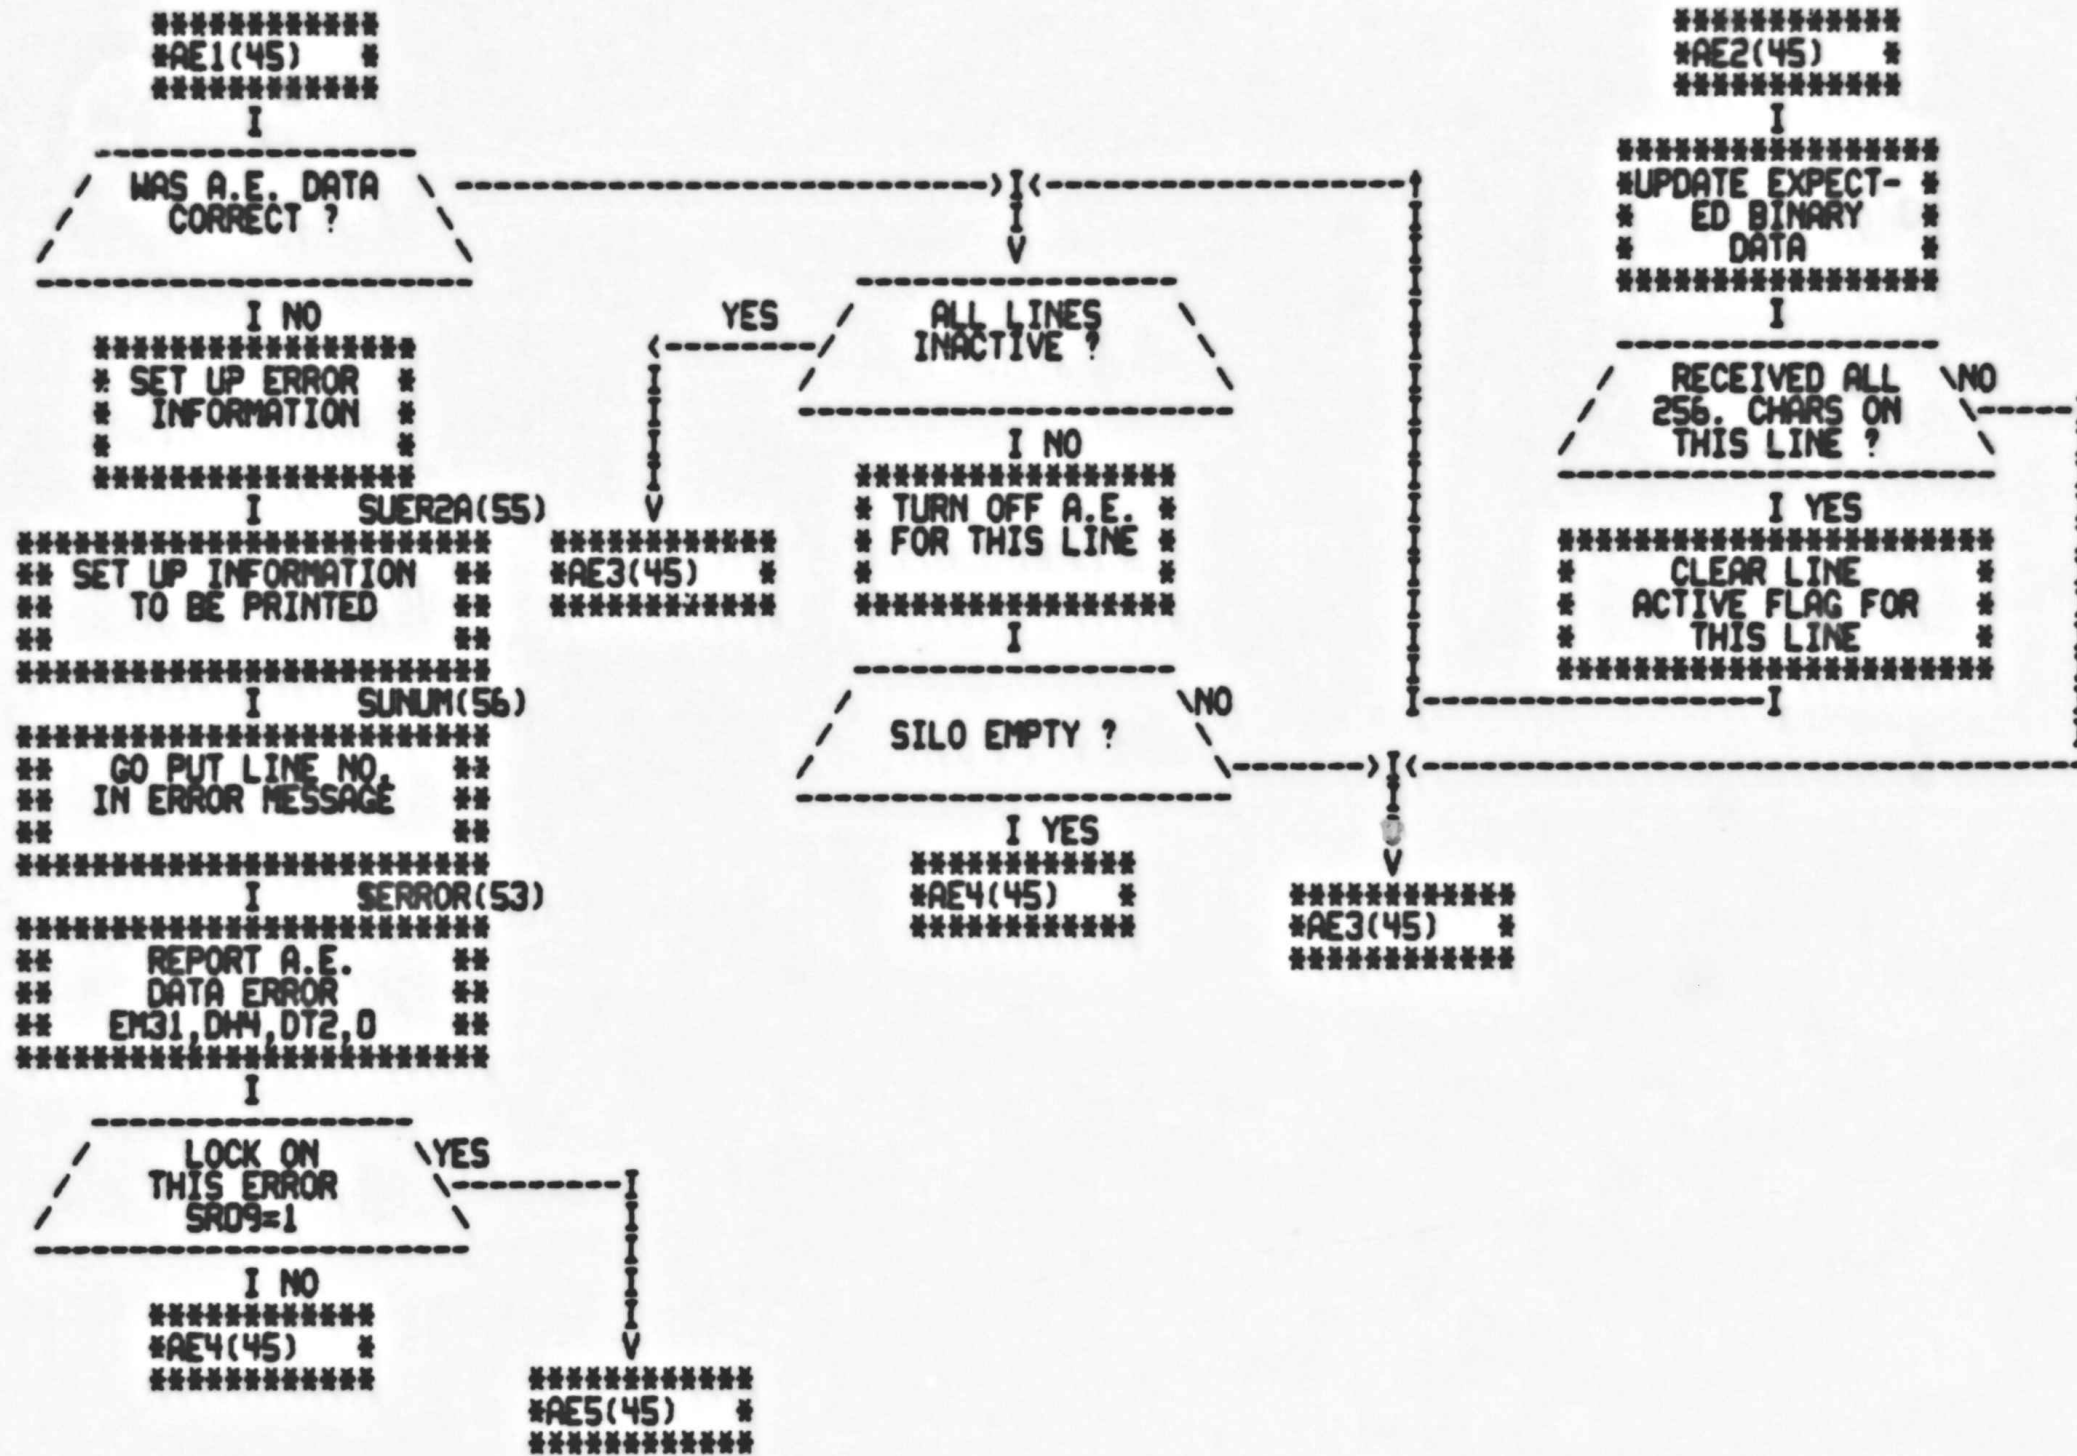 AE1(45)
WAS A.E. DATA
CORRECT ?
I NO
SET UP ERROR
INFORMATION
SUER2A(55)
SET UP INFORMATION
TO BE PRINTED
SUNUM(56)
GO PUT LINE NO.
IN ERROR MESSAGE
$ERROR(53)
REPORT A.E.
DATA ERROR
EM31,DH4,DT2,0
LOCK ON
THIS ERROR
SR09=1
YES
I NO
AE4(45)
AE5(45)
ALL LINES
INACTIVE ?
YES
AE3(45)
I NO
TURN OFF A.E.
FOR THIS LINE
SILO EMPTY ?
NO
I YES
AE4(45)
AE3(45)
AE2(45)
UPDATE EXPECT-
ED BINARY
DATA
RECEIVED ALL
256. CHARS ON
THIS LINE ?
NO
I YES
CLEAR LINE
ACTIVE FLAG FOR
THIS LINE